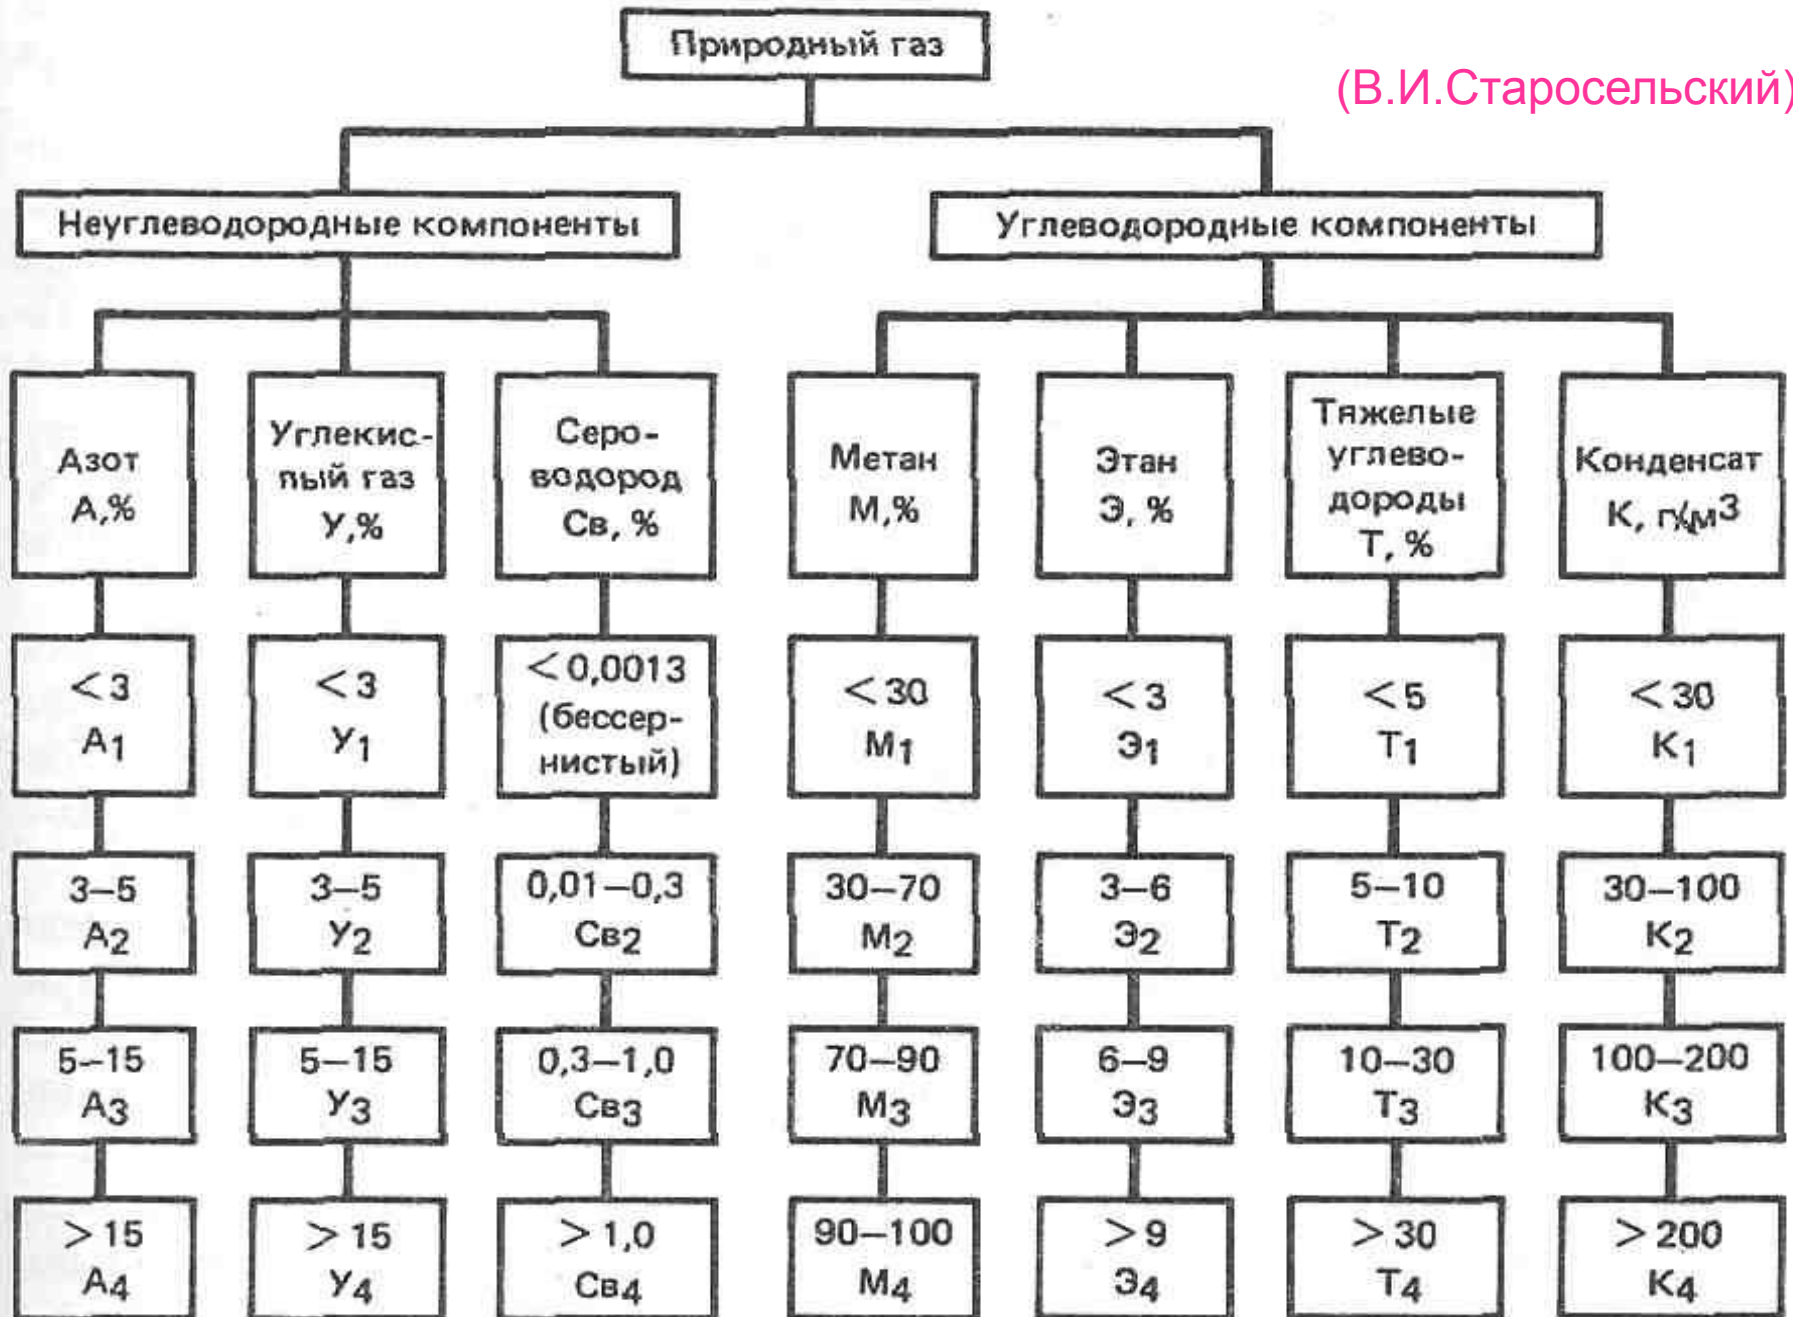 Природный газ
(В.И.Старосельский)
Неуглеводородные компоненты
Углеводородные компоненты
Азот
А,%
Углекис-
лый газ
У,%
Серо-
водород
Св, %
Метан
М,%
Этан
Э, %
Тяжелые
углево-
дороды
Т, %
Конденсат
К, г/м³
<3
А1
<3
У1
<0,0013
(бессер-
нистый)
<30
М1
<3
Э1
<5
Т1
<30
К1
3–5
А2
3–5
У2
0,01–0,3
Св2
30–70
М2
3–6
Э2
5–10
Т2
30–100
К2
5–15
А3
5–15
У3
0,3–1,0
Св3
70–90
М3
6–9
Э3
10–30
Т3
100–200
К3
>15
А4
>15
У4
>1,0
Св4
90–100
М4
>9
Э4
>30
Т4
>200
К4